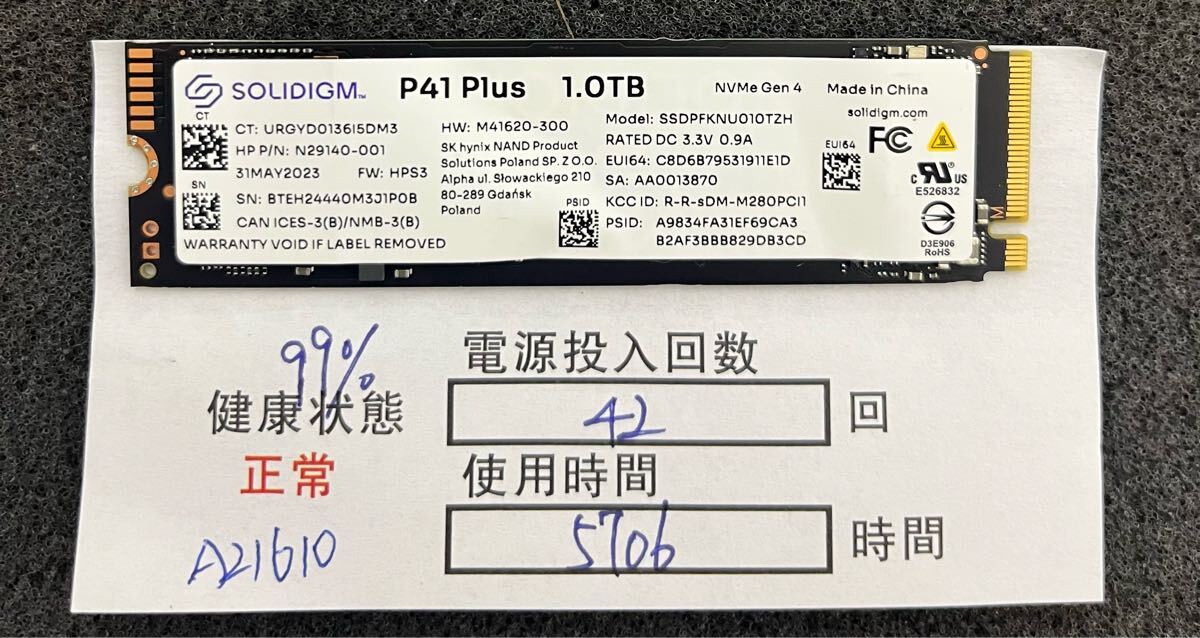 SOLIDIGM™ P41 Plus 1.0TB NVMe Gen 4 Made in China
solidigm.com
CT
CT: URGYD0136I5DM3
HP P/N: N29140-001
31MAY2023 FW: HPS3
SN
SN: BTEH24440M3J1P0B
CAN ICES-3(B)/NMB-3(B)
WARRANTY VOID IF LABEL REMOVED
HW: M41620-300
SK hynix NAND Product
Solutions Poland SP. Z O.O.
Alpha ul. Słowackiego 210
80-289 Gdańsk
Poland
PSID
Model: SSDPFKNU010TZH
RATED DC 3.3V 0.9A
EUI64: C8D6B79531911E1D
SA: AA0013870
KCC ID: R-R-sDM-M280PCI1
PSID: A9834FA31EF69CA3
B2AF3BBB829DB3CD
EUI64
FC
c RU US
E526832
D3E906
RoHS
M
99%
健康状態
正常
A21610
電源投入回数
42 回
使用時間
5706 時間